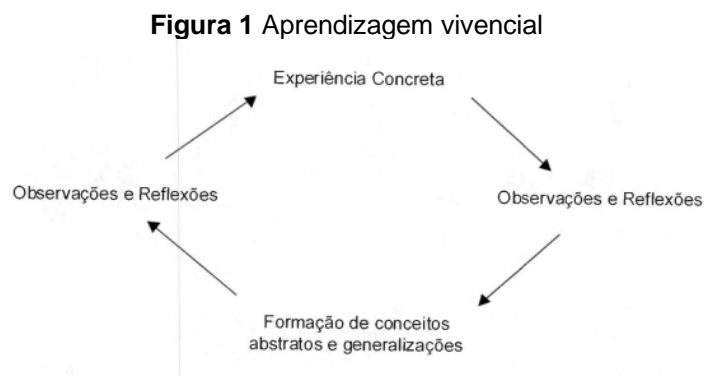 Figura 1 Aprendizagem vivencial
Experiência Concreta
Observações e Reflexões
Observações e Reflexões
Formação de conceitos
abstratos e generalizações